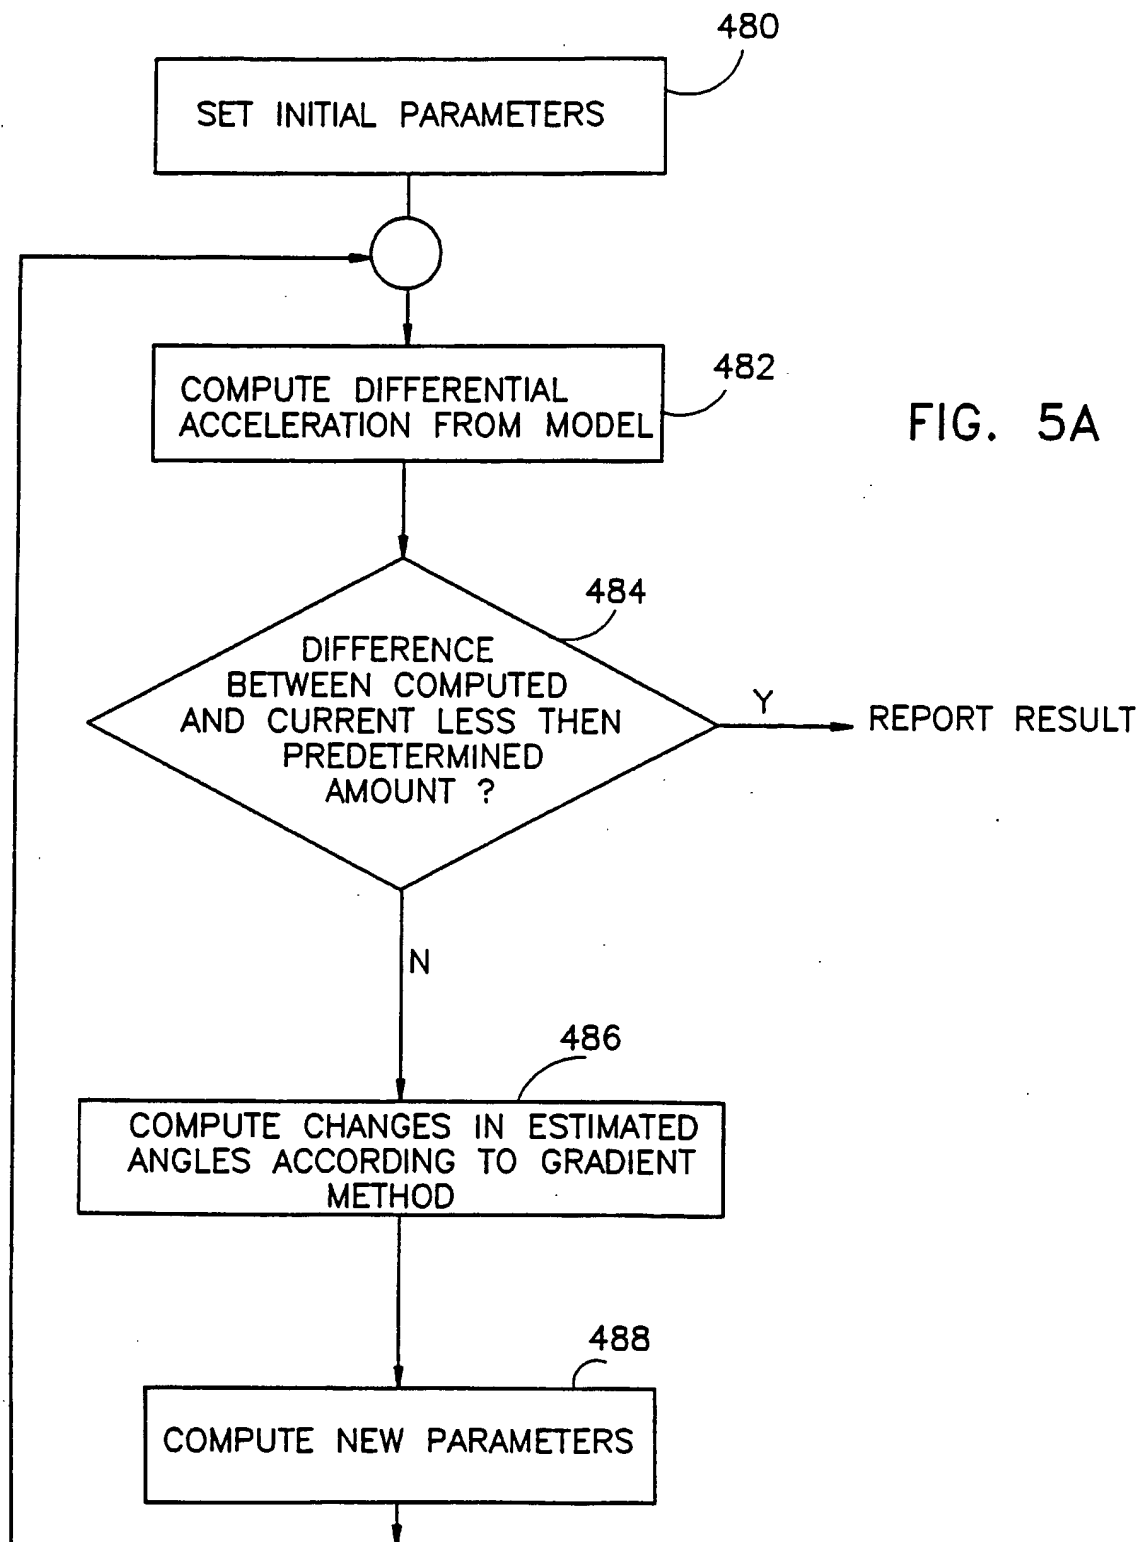 480
SET INITIAL PARAMETERS
482
COMPUTE DIFFERENTIAL
ACCELERATION FROM MODEL
FIG. 5A
484
DIFFERENCE
BETWEEN COMPUTED
AND CURRENT LESS THEN
PREDETERMINED
AMOUNT ?
Y
REPORT RESULT
N
486
COMPUTE CHANGES IN ESTIMATED
ANGLES ACCORDING TO GRADIENT
METHOD
488
COMPUTE NEW PARAMETERS